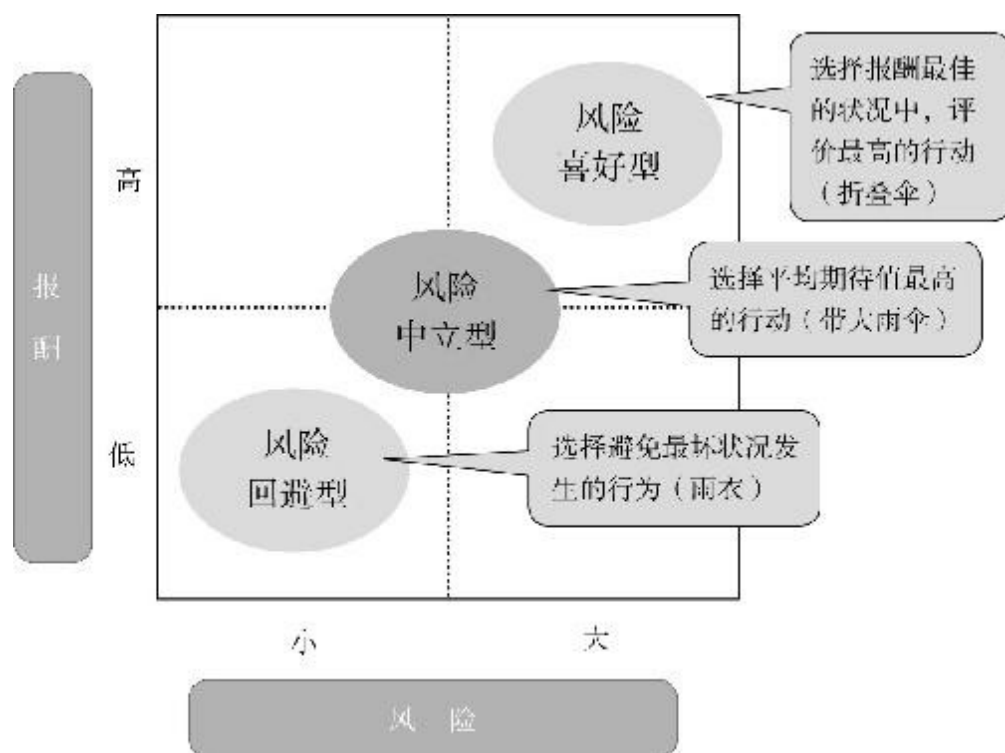 选择报酬最佳
的状况中，评
价最高的行动
（折叠伞）
风险
喜好型
高
报
酬
风险
中立型
选择平均期待值最高
的行动（带大雨伞）
低
风险
回避型
选择避免最坏状况发
生的行为（雨衣）
小
大
风 险